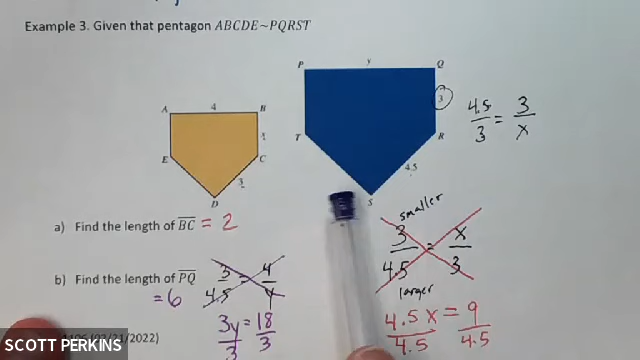 Example 3. Given that pentagon ABCDE~PQRST
P y Q
A 4 B
3
x
4.5/3 = 3/x
E C
T R
3
4.5
D
S
a) Find the length of BC = 2
smaller
3/4.5 = x/3
larger
b) Find the length of PQ
= 6
3/4.5 = 4/y
3y = 18
3 3
4.5x = 9
4.5 4.5
SCOTT PERKINS